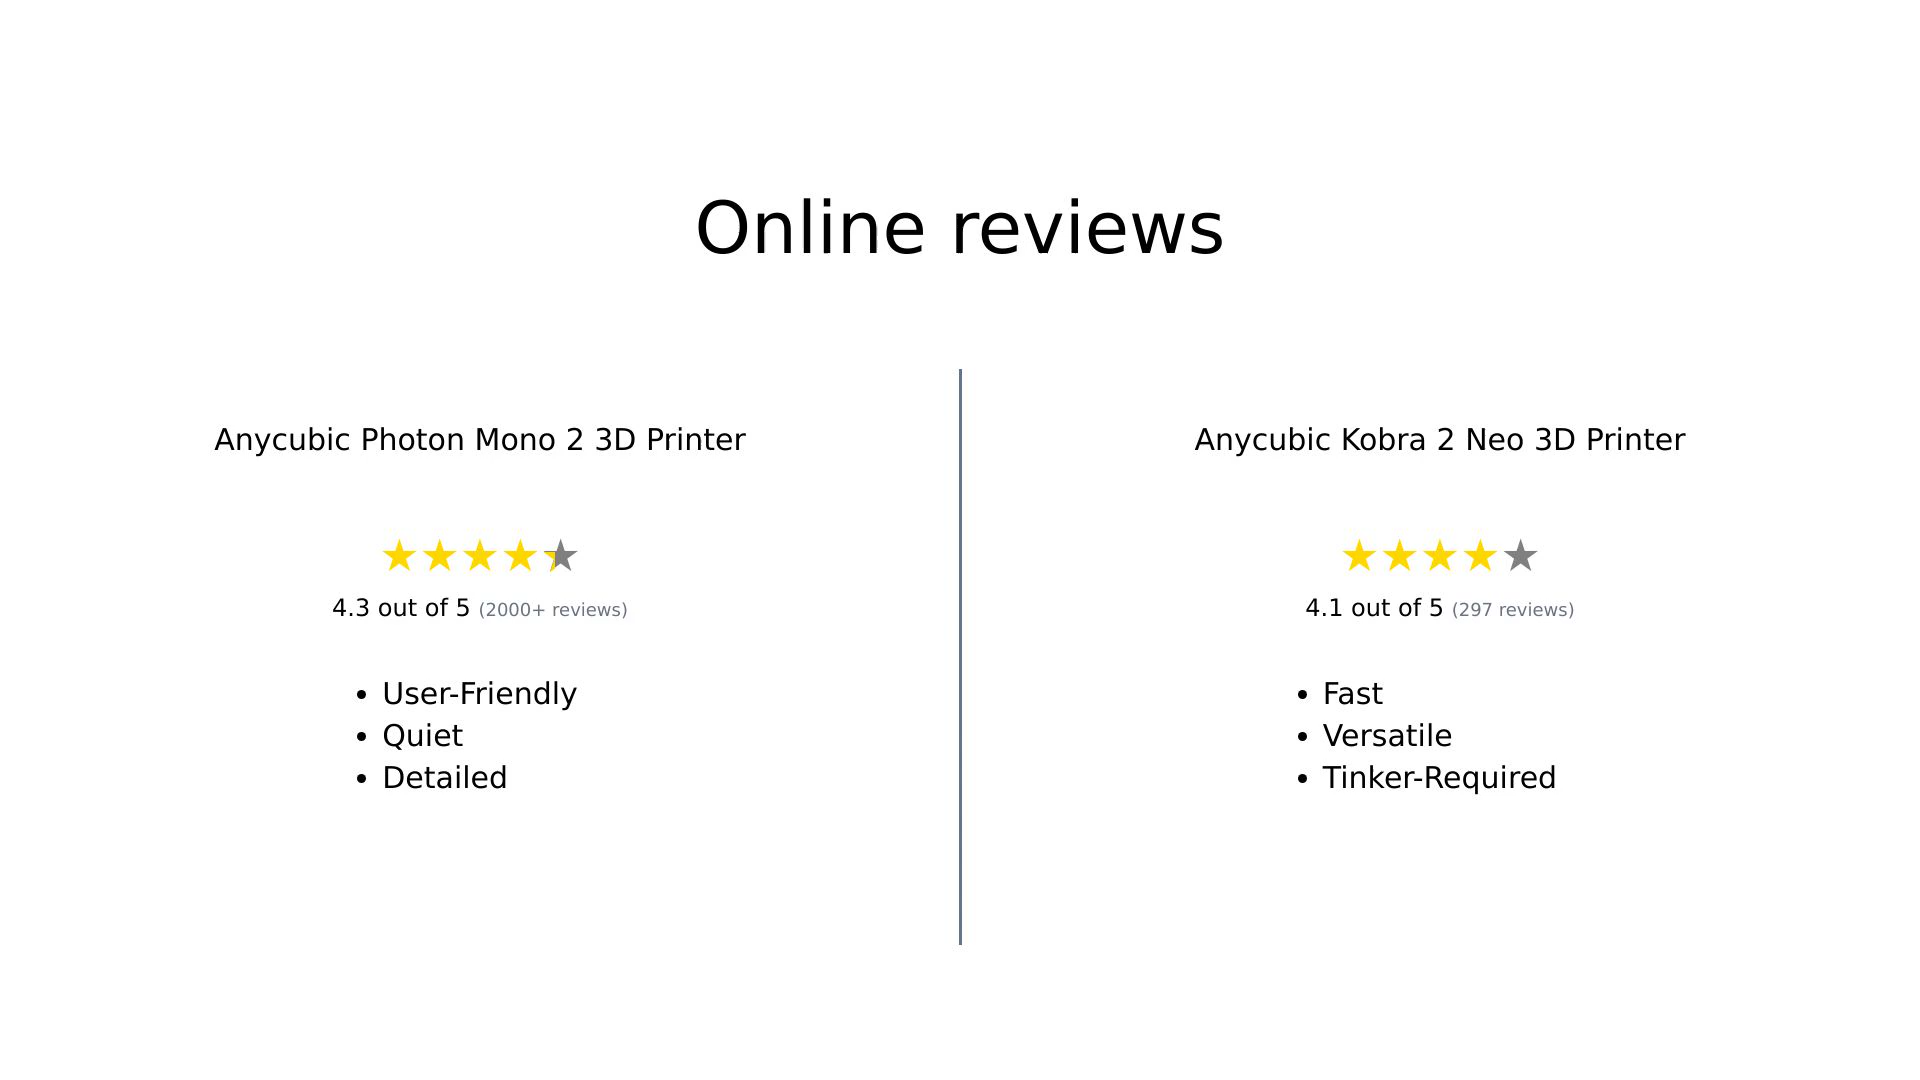 Online reviews
Anycubic Photon Mono 2 3D Printer
★★★★★
4.3 out of 5 (2000+ reviews)
• User-Friendly
• Quiet
• Detailed
Anycubic Kobra 2 Neo 3D Printer
★★★★★
4.1 out of 5 (297 reviews)
• Fast
• Versatile
• Tinker-Required